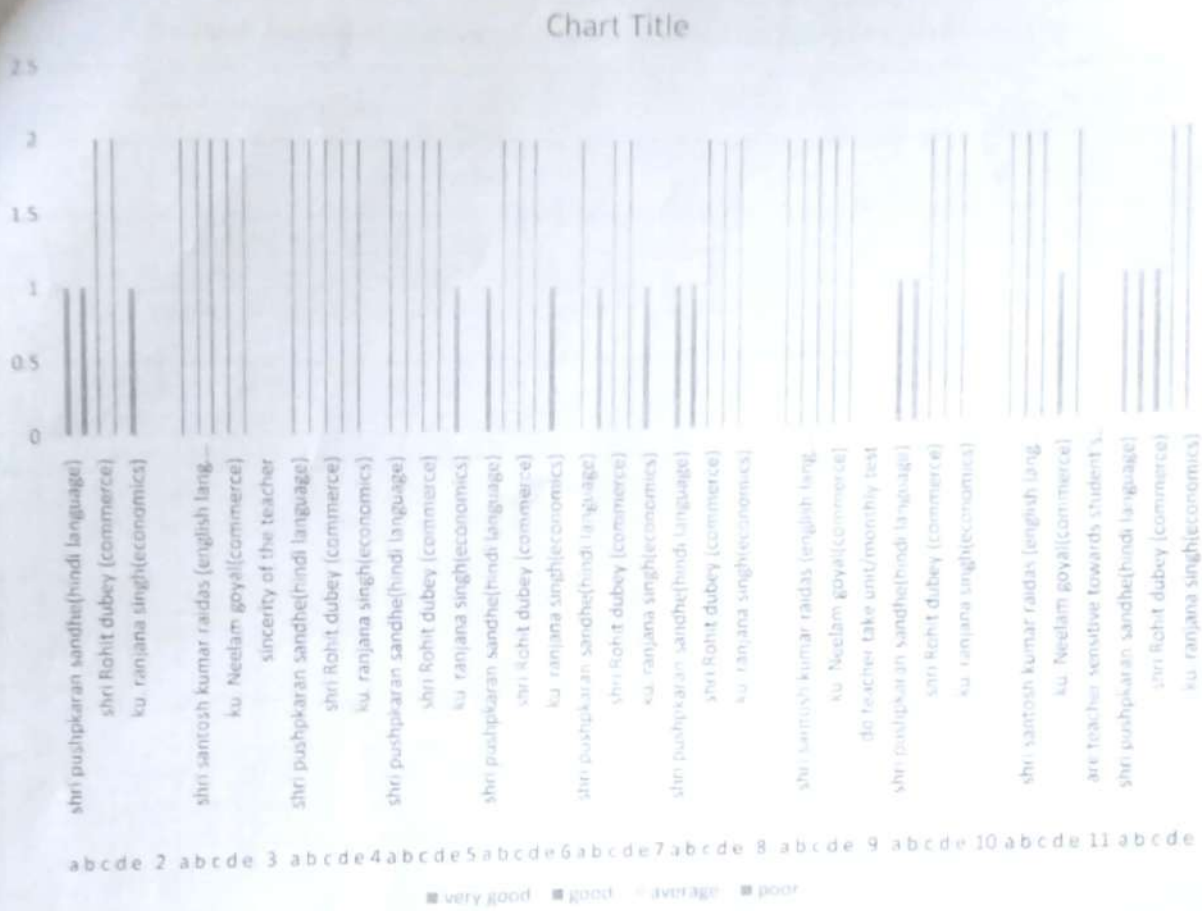 Chart Title
2.5
2
1.5
1
0.5
0
shri pushpkaran sandhe(hindi language)
shri Rohit dubey (commerce)
ku. ranjana singh(economics)
shri santosh kumar raidas (english lang...
ku. Neelam goyal(commerce)
sincerity of the teacher
shri pushpkaran sandhe(hindi language)
shri Rohit dubey (commerce)
ku. ranjana singh(economics)
shri pushpkaran sandhe(hindi language)
shri Rohit dubey (commerce)
ku. ranjana singh(economics)
shri pushpkaran sandhe(hindi language)
shri Rohit dubey (commerce)
ku. ranjana singh(economics)
shri pushpkaran sandhe(hindi language)
shri Rohit dubey (commerce)
ku. ranjana singh(economics)
shri pushpkaran sandhe(hindi language)
shri Rohit dubey (commerce)
ku. ranjana singh(economics)
shri santosh kumar raidas (english lang...
ku. Neelam goyal(commerce)
do teacher take unit/monthly test
shri pushpkaran sandhe(hindi language)
shri Rohit dubey (commerce)
ku. ranjana singh(economics)
shri santosh kumar raidas (english lang...
ku. Neelam goyal(commerce)
are teacher sensitive towards student s...
shri pushpkaran sandhe(hindi language)
shri Rohit dubey (commerce)
ku. ranjana singh(economics)
a b c d e 2 a b c d e 3 a b c d e 4 a b c d e 5 a b c d e 6 a b c d e 7 a b c d e 8 a b c d e 9 a b c d e 10 a b c d e 11 a b c d e
very good good average poor